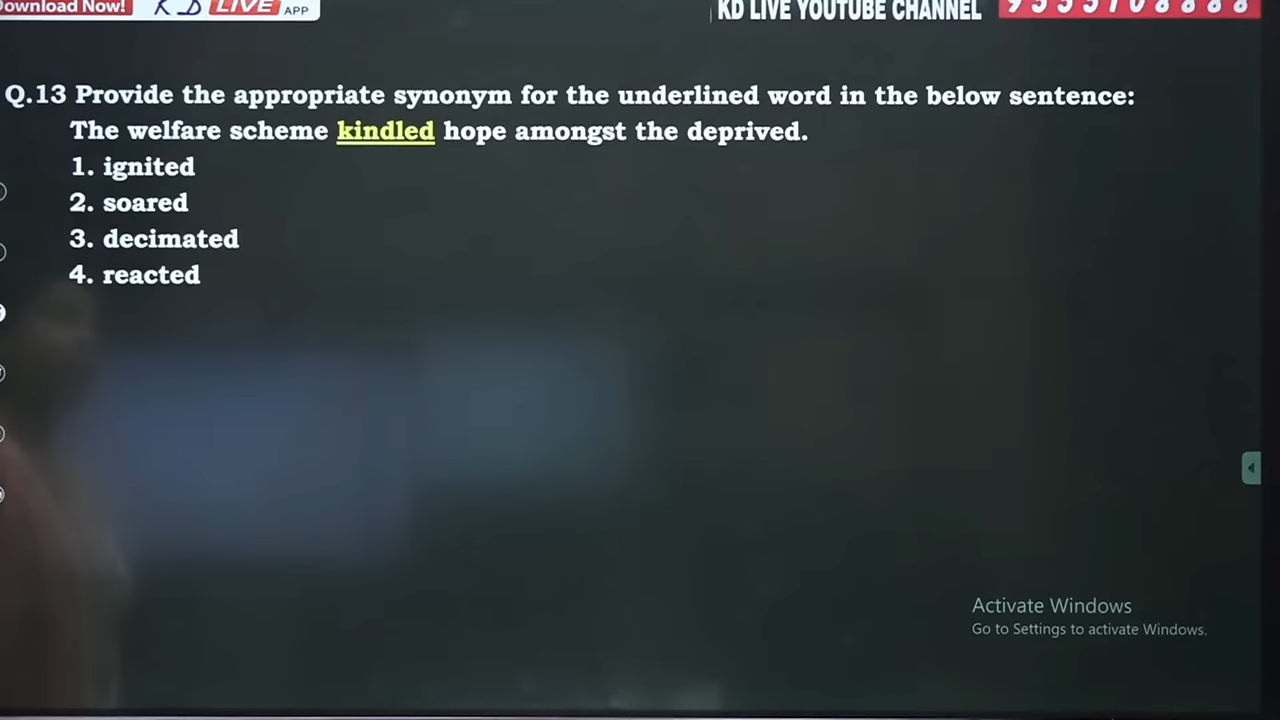 Download Now! KD LIVE APP
KD LIVE YOUTUBE CHANNEL
Q.13 Provide the appropriate synonym for the underlined word in the below sentence:
The welfare scheme kindled hope amongst the deprived.
1. ignited
2. soared
3. decimated
4. reacted
Activate Windows
Go to Settings to activate Windows.